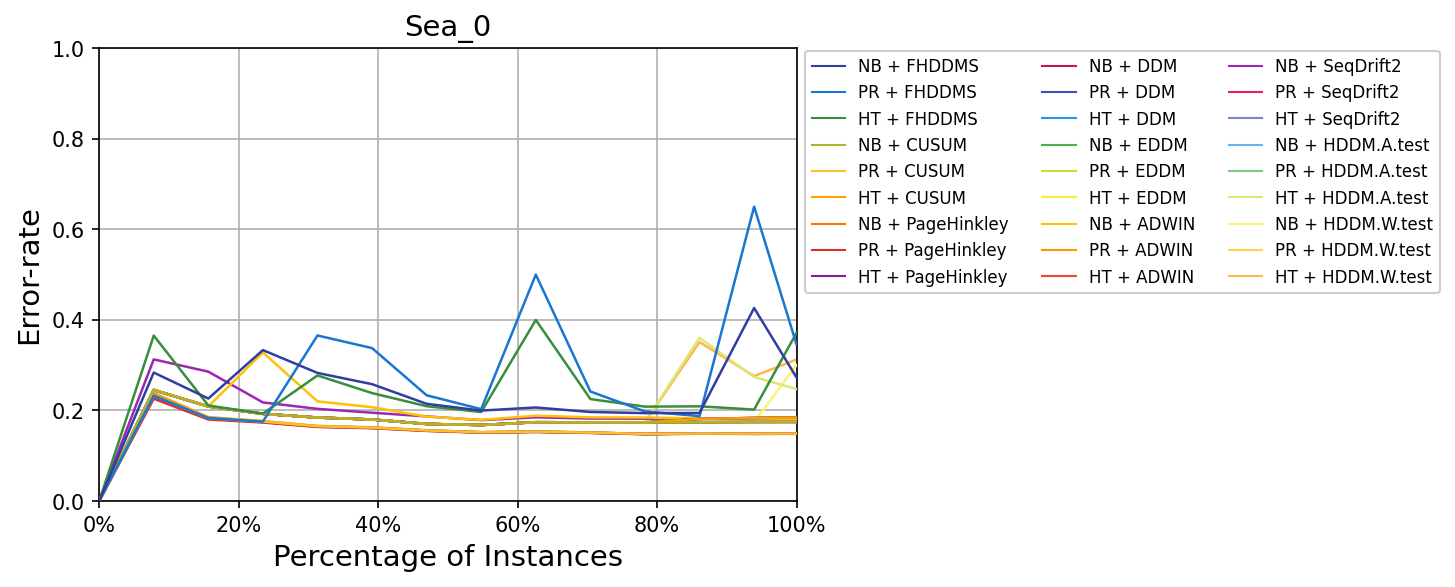 Sea_0
1.0
0.8
0.6
0.4
0.2
0.0
Error-rate
0%
20%
40%
60%
80%
100%
Percentage of Instances
NB + FHDDMS
PR + FHDDMS
HT + FHDDMS
NB + CUSUM
PR + CUSUM
HT + CUSUM
NB + PageHinkley
PR + PageHinkley
HT + PageHinkley
NB + DDM
PR + DDM
HT + DDM
NB + EDDM
PR + EDDM
HT + EDDM
NB + ADWIN
PR + ADWIN
HT + ADWIN
NB + SeqDrift2
PR + SeqDrift2
HT + SeqDrift2
NB + HDDM.A.test
PR + HDDM.A.test
HT + HDDM.A.test
NB + HDDM.W.test
PR + HDDM.W.test
HT + HDDM.W.test